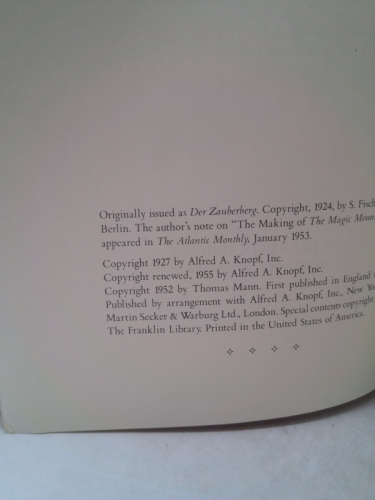 Originally issued as Der Zauberberg. Copyright, 1924, by S. Fisch
Berlin. The author's note on "The Making of The Magic Moun
appeared in The Atlantic Monthly, January 1953.
Copyright 1927 by Alfred A. Knopf, Inc.
Copyright renewed, 1955 by Alfred A. Knopf, Inc.
Copyright 1952 by Thomas Mann. First published in England
Published by arrangement with Alfred A. Knopf, Inc., New Yor
Martin Secker & Warburg Ltd., London. Special contents copyright
The Franklin Library. Printed in the United States of America.